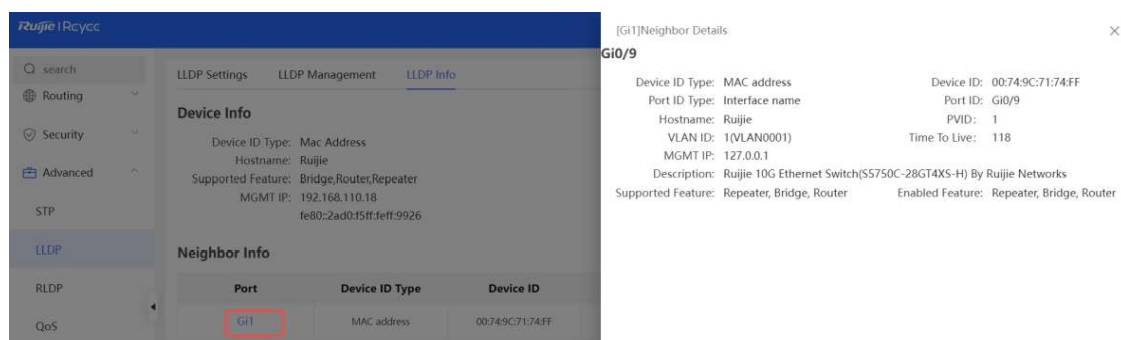 Ruijie | Rcycc
search
Routing
Security
Advanced
STP
LLDP
RLDP
QoS
LLDP Settings LLDP Management LLDP Info
Device Info
Device ID Type: Mac Address
Hostname: Ruijie
Supported Feature: Bridge,Router,Repeater
MGMT IP: 192.168.110.18
fe80::2ad0:f5ff:feff:9926
Neighbor Info
Port Device ID Type Device ID
Gi1 MAC address 00:74:9C:71:74:FF
[Gi1]Neighbor Details
Gi0/9
Device ID Type: MAC address Device ID: 00:74:9C:71:74:FF
Port ID Type: Interface name Port ID: Gi0/9
Hostname: Ruijie PVID: 1
VLAN ID: 1(VLAN0001) Time To Live: 118
MGMT IP: 127.0.0.1
Description: Ruijie 10G Ethernet Switch(S5750C-28GT4XS-H) By Ruijie Networks
Supported Feature: Repeater, Bridge, Router Enabled Feature: Repeater, Bridge, Router